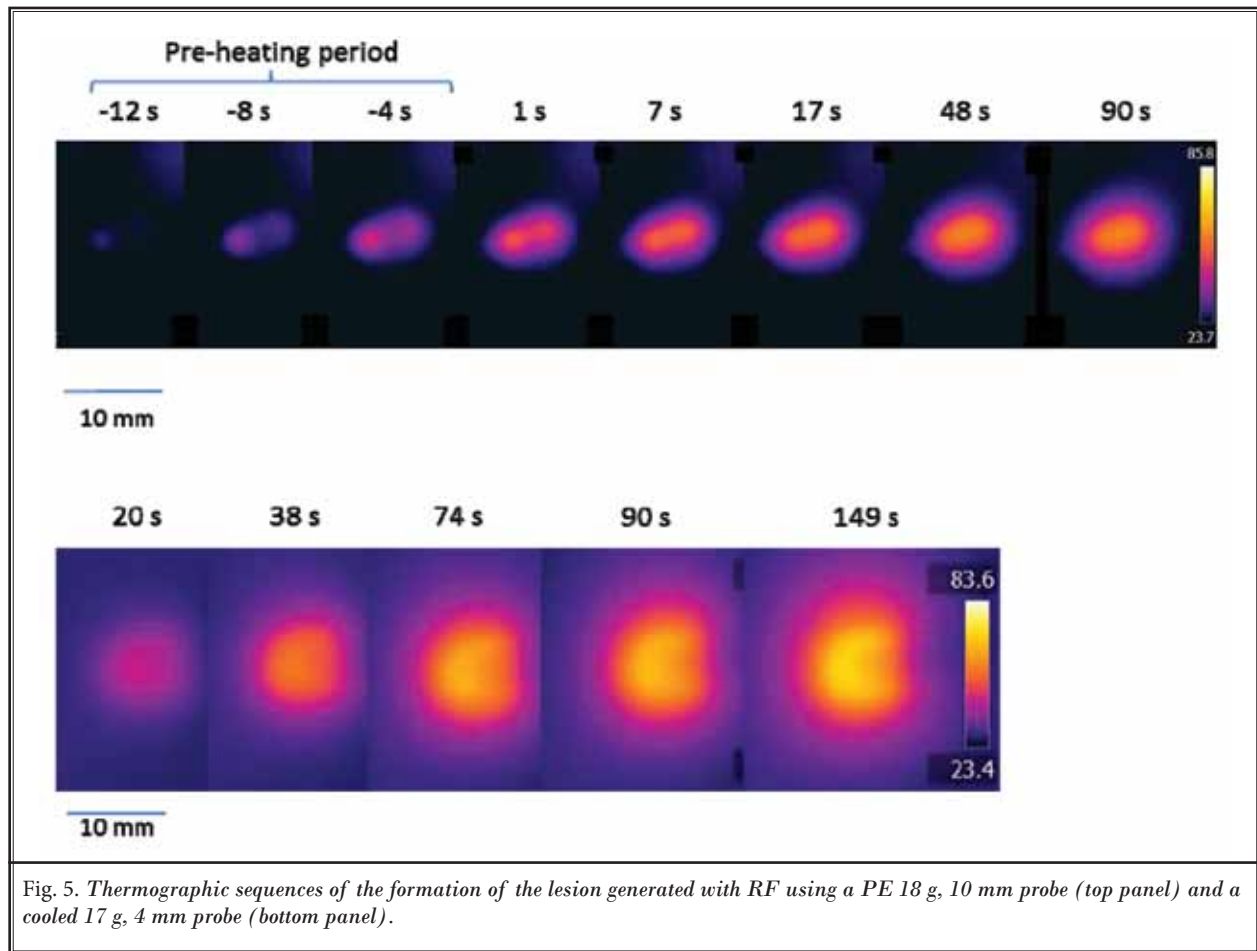 Pre-heating period
-12 s -8 s -4 s 1 s 7 s 17 s 48 s 90 s
85.8
23.7
10 mm
20 s 38 s 74 s 90 s 149 s
83.6
23.4
10 mm
Fig. 5. Thermographic sequences of the formation of the lesion generated with RF using a PE 18 g, 10 mm probe (top panel) and a
cooled 17 g, 4 mm probe (bottom panel).